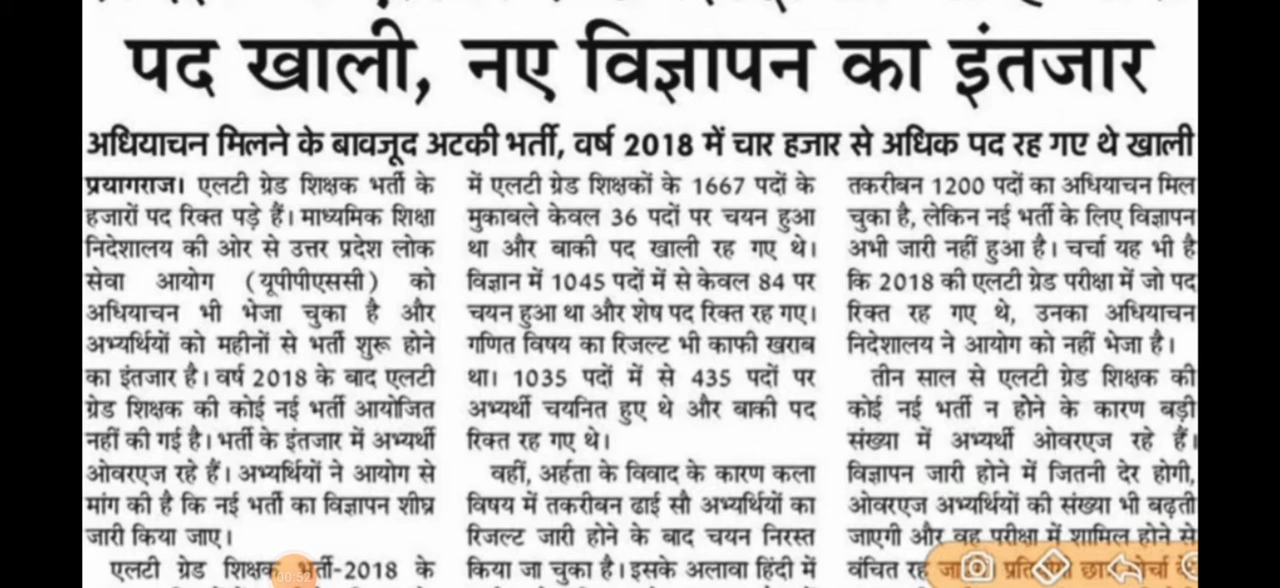 पद खाली, नए विज्ञापन का इंतजार
अधियाचन मिलने के बावजूद अटकी भर्ती, वर्ष 2018 में चार हजार से अधिक पद रह गए थे खाली
प्रयागराज। एलटी ग्रेड शिक्षक भर्ती के
हजारों पद रिक्त पड़े हैं। माध्यमिक शिक्षा
निदेशालय की ओर से उत्तर प्रदेश लोक
सेवा आयोग (यूपीपीएससी) को
अधियाचन भी भेजा चुका है और
अभ्यर्थियों को महीनों से भर्ती शुरू होने
का इंतजार है। वर्ष 2018 के बाद एलटी
ग्रेड शिक्षक की कोई नई भर्ती आयोजित
नहीं की गई है। भर्ती के इंतजार में अभ्यर्थी
ओवरएज रहे हैं। अभ्यर्थियों ने आयोग से
मांग की है कि नई भर्ती का विज्ञापन शीघ्र
जारी किया जाए।
एलटी ग्रेड शिक्षक भर्ती-2018 के
में एलटी ग्रेड शिक्षकों के 1667 पदों के
मुकाबले केवल 36 पदों पर चयन हुआ
था और बाकी पद खाली रह गए थे।
विज्ञान में 1045 पदों में से केवल 84 पर
चयन हुआ था और शेष पद रिक्त रह गए।
गणित विषय का रिजल्ट भी काफी खराब
था। 1035 पदों में से 435 पदों पर
अभ्यर्थी चयनित हुए थे और बाकी पद
रिक्त रह गए थे।
वहीं, अर्हता के विवाद के कारण कला
विषय में तकरीबन ढाई सौ अभ्यर्थियों का
रिजल्ट जारी होने के बाद चयन निरस्त
किया जा चुका है। इसके अलावा हिंदी में
तकरीबन 1200 पदों का अधियाचन मिल
चुका है, लेकिन नई भर्ती के लिए विज्ञापन
अभी जारी नहीं हुआ है। चर्चा यह भी है
कि 2018 की एलटी ग्रेड परीक्षा में जो पद
रिक्त रह गए थे, उनका अधियाचन
निदेशालय ने आयोग को नहीं भेजा है।
तीन साल से एलटी ग्रेड शिक्षक की
कोई नई भर्ती न होने के कारण बड़ी
संख्या में अभ्यर्थी ओवरएज रहे हैं।
विज्ञापन जारी होने में जितनी देर होगी,
ओवरएज अभ्यर्थियों की संख्या भी बढ़ती
जाएगी और वह परीक्षा में शामिल होने से
वंचित रह
00:52